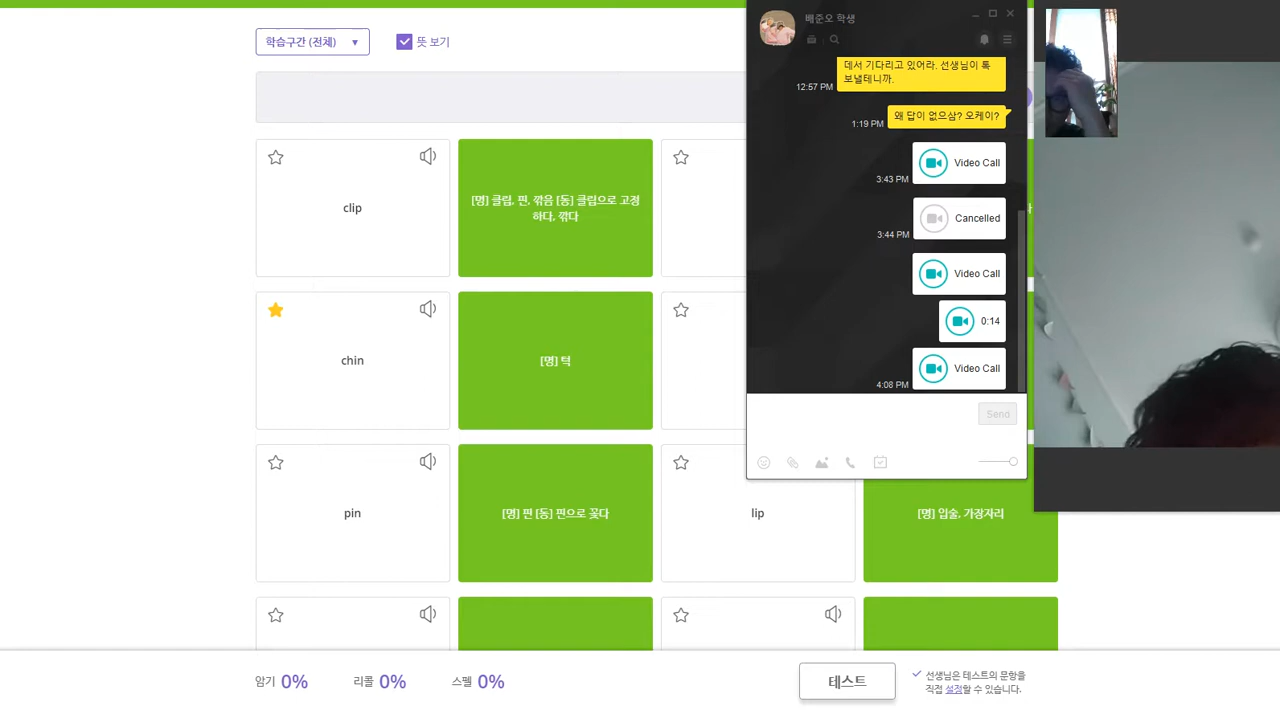 학습구간 (전체) ▼
뜻 보기
clip
[명] 클립, 핀, 깎음 [동] 클립으로 고정
하다, 깎다
chin
[명] 턱
pin
[명] 핀 [동] 핀으로 꽂다
lip
[명] 입술, 가장자리
암기 0%
리콜 0%
스펠 0%
테스트
선생님은 테스트의 문항을
직접 설정할 수 있습니다.
배준오 학생
데서 기다리고 있어라. 선생님이 톡
보낼테니까.
12:57 PM
왜 답이 없으삼? 오케이?
1:19 PM
Video Call
3:43 PM
Cancelled
3:44 PM
Video Call
0:14
Video Call
4:08 PM
Send